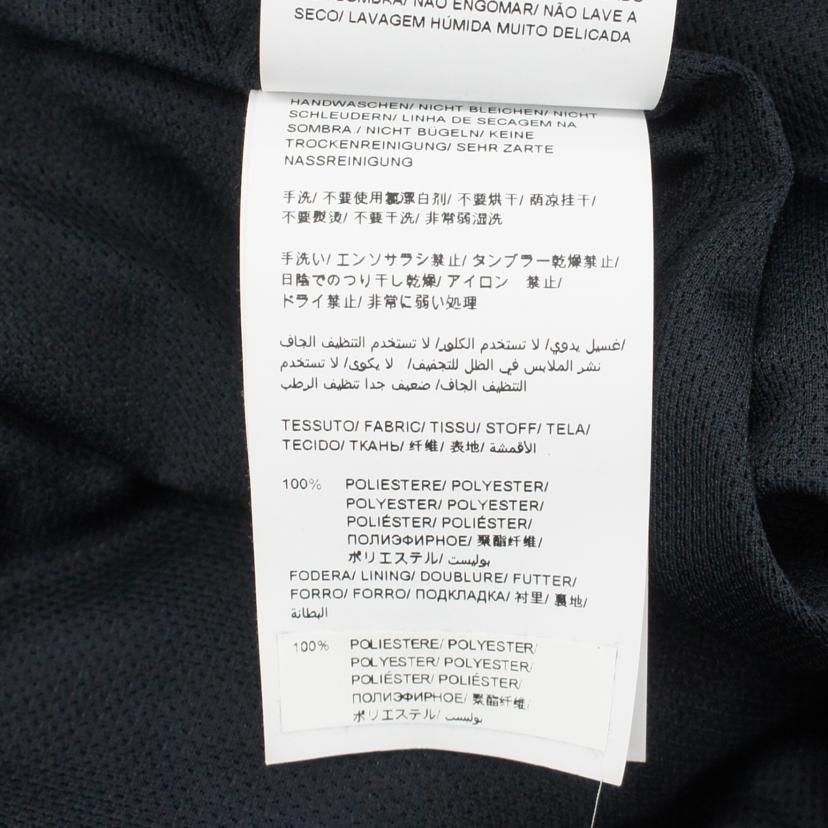 SOMBRA/ NÃO ENGOMAR/ NÃO LAVE A
SECO/ LAVAGEM HÚMIDA MUITO DELICADA
HANDWASCHEN/ NICHT BLEICHEN/ NICHT
SCHLEUDERN/ LINHA DE SECAGEM NA
SOMBRA./ NICHT BÜGELN/ KEINE
TROCKENREINIGUNG/ SEHR ZARTE
NASSREINIGUNG
手洗/ 不要使用氯漂白剂/ 不要烘干/ 荫凉挂干/
不要熨烫/ 不要干洗/ 非常弱湿洗
手洗い/ エンソサラシ禁止/ タンブラー乾燥禁止/
日陰でのつり干し乾燥/ アイロン 禁止/
ドライ禁止/ 非常に弱い处理
غسيل يدوي/ لا تستخدم الكلور/ لا تستخدم التنظيف الجاف/
نشر الملابس في الظل للتجفيف/ لا يكوى/ لا تستخدم
التنظيف الجاف/ ضعيف جدا تنظيف الرطب
TESSUTO/ FABRIC/ TISSU/ STOFF/ TELA/
TECIDO/ ТКАНЬ/ 纤维/ 表地/ الأقمشة
100% POLIESTERE/ POLYESTER/
POLYESTER/ POLYESTER/
POLIÉSTER/ POLIÉSTER/
ПОЛИЭФИРНОЕ/ 聚酯纤维/
ポリエステル/ بوليست
FODERA/ LINING/ DOUBLURE/ FUTTER/
FORRO/ FORRO/ ПОДКЛАДКА/ 衬里/ 裏地/
البطانة
100% POLIESTERE/ POLYESTER/
POLYESTER/ POLYESTER/
POLIÉSTER/ POLIÉSTER/
ПОЛИЭФИРНОЕ/ 聚酯纤维/
ポリエステル/ بوليست